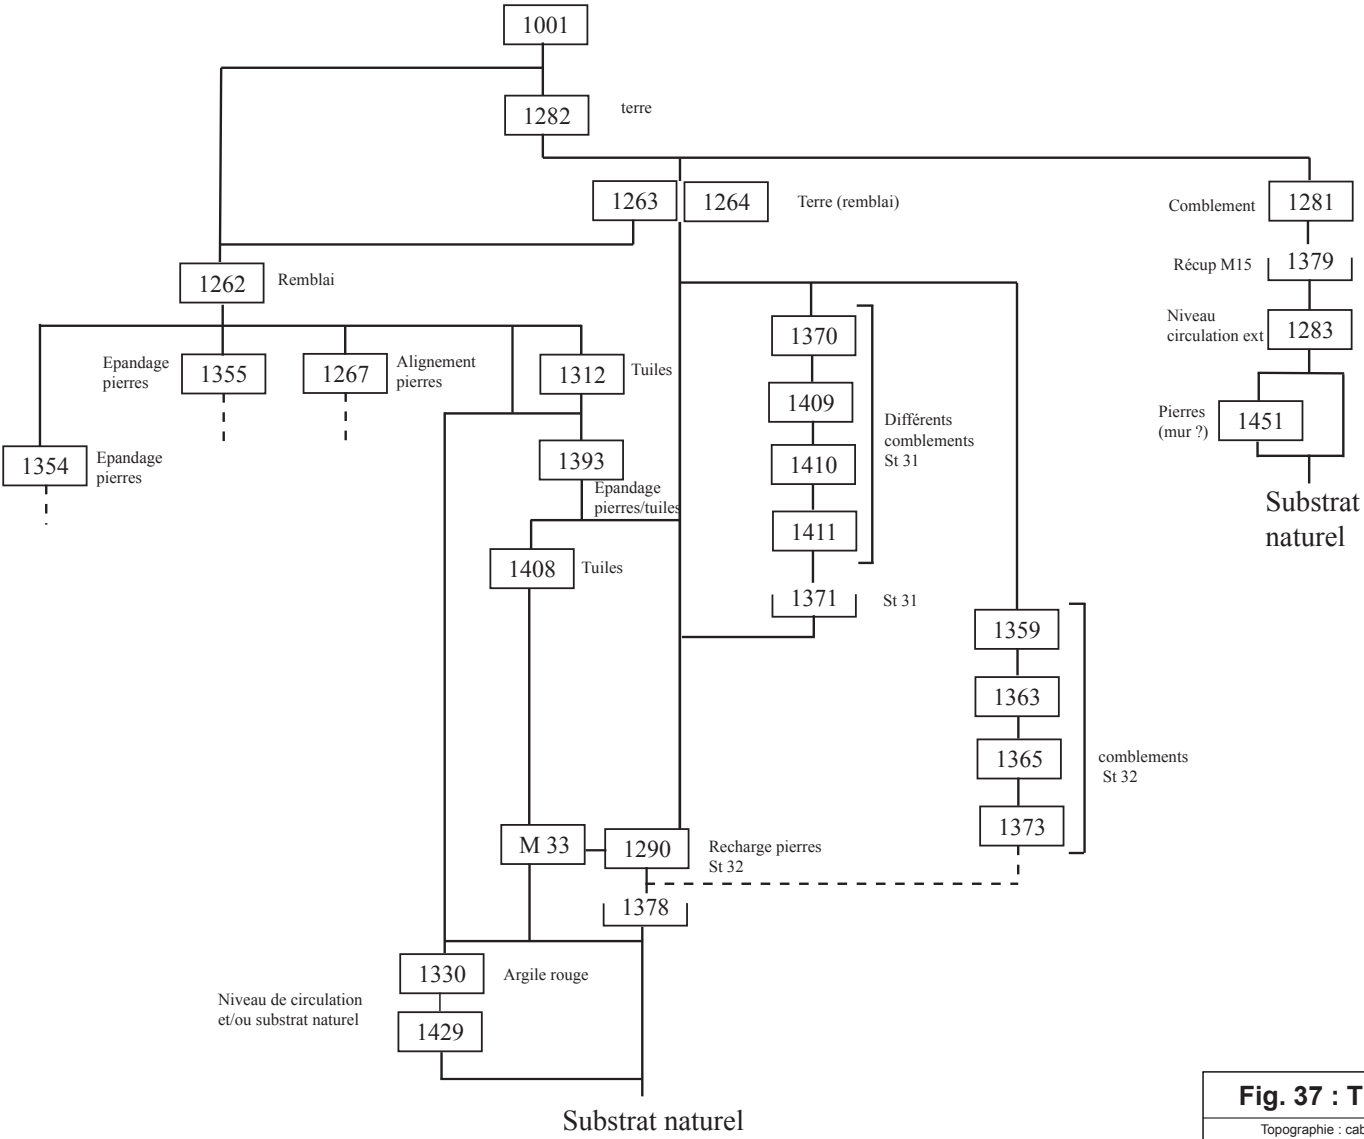 1001
1282
terre
1263
1264
Terre (remblai)
Comblement
1281
Récup M15
1379
1262
Remblai
Niveau
circulation ext
1283
1370
Epandage
pierres
1355
1267
Alignement
pierres
1312
Tuiles
1409
Différents
comblements
St 31
Pierres
(mur ?)
1451
1354
Epandage
pierres
1393
Epandage
pierres/tuiles
1410
1411
Substrat
naturel
1408
Tuiles
1371
St 31
1359
1363
1365
comblements
St 32
1373
M 33
1290
Recharge pierres
St 32
1378
1330
Argile rouge
Niveau de circulation
et/ou substrat naturel
1429
Substrat naturel
Fig. 37 : T
Topographie : cab